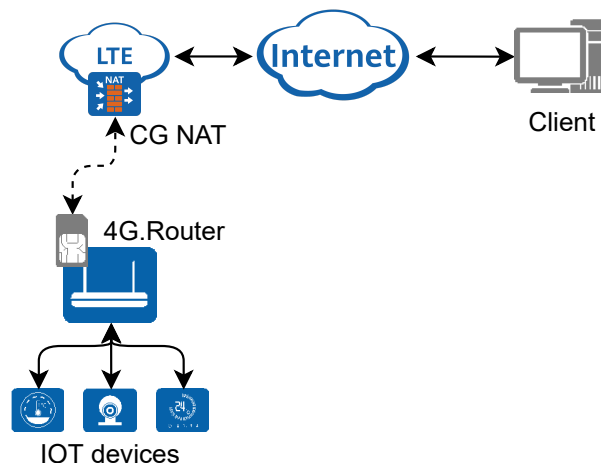 LTE
Internet
NAT
CG NAT
Client
4G.Router
24
IOT devices